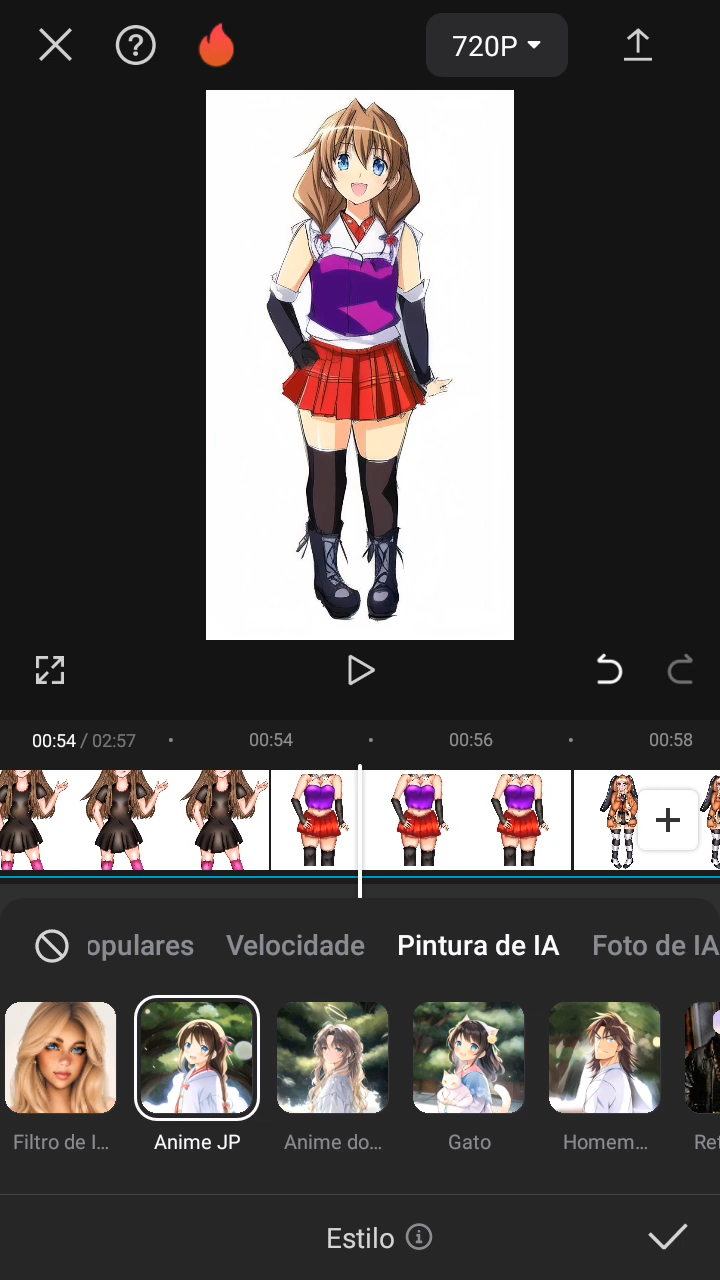 720P
00:54 / 02:57
00:54
00:56
00:58
opulares
Velocidade
Pintura de IA
Foto de IA
Filtro de I...
Anime JP
Anime do...
Gato
Homem...
Ret
Estilo